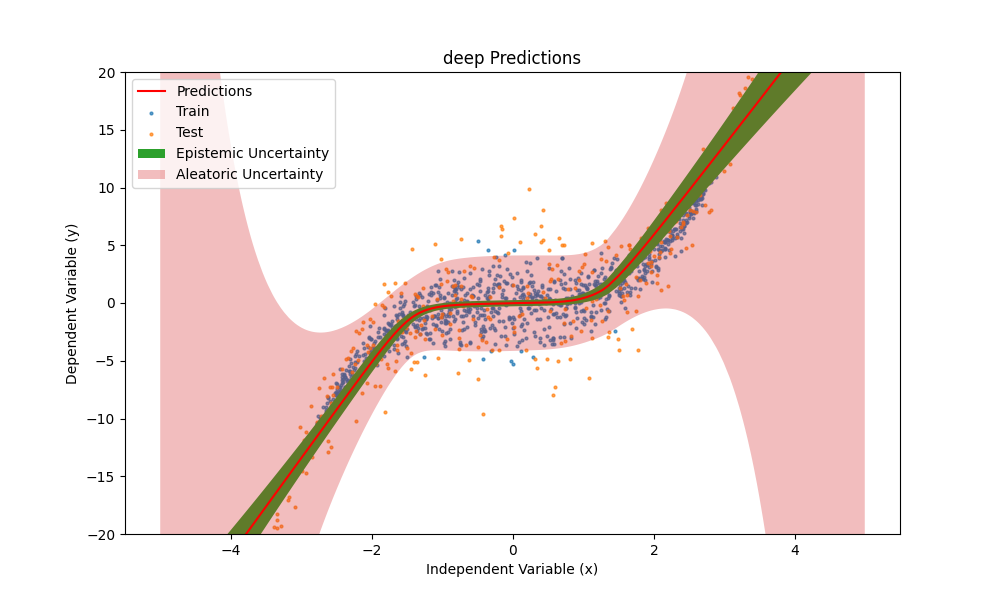 deep Predictions
Predictions
Train
Test
Epistemic Uncertainty
Aleatoric Uncertainty
Dependent Variable (y)
20
15
10
5
0
−5
−10
−15
−20
−4
−2
0
2
4
Independent Variable (x)